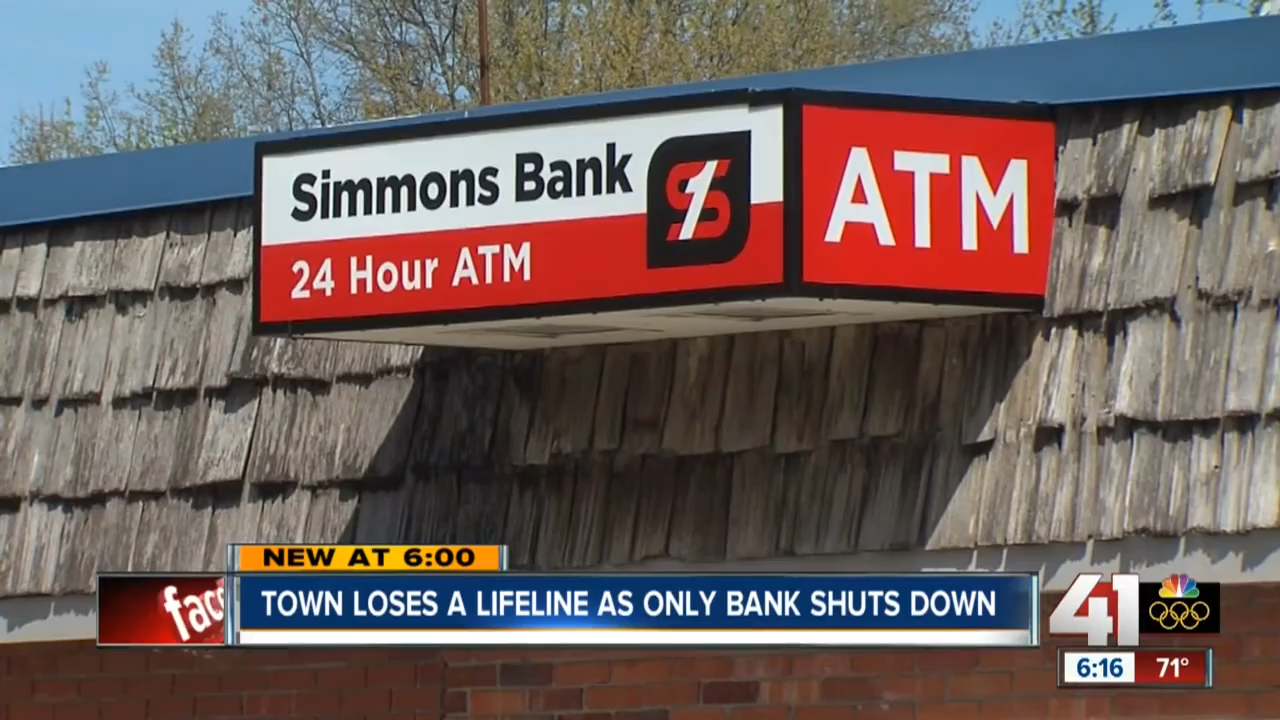 Simmons Bank
24 Hour ATM
ATM
NEW AT 6:00
TOWN LOSES A LIFELINE AS ONLY BANK SHUTS DOWN
41
6:16 71°